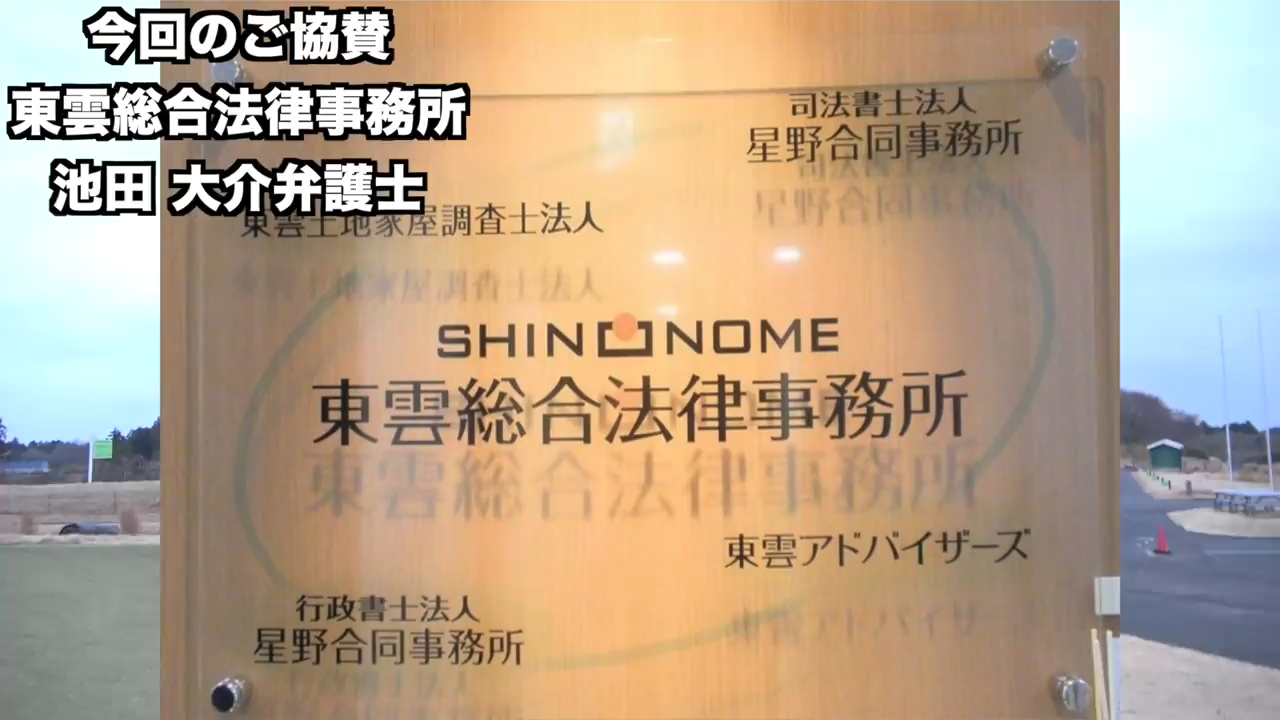 今回のご協賛
東雲総合法律事務所
池田 大介弁護士
司法書士法人
星野合同事務所
東雲土地家屋調査士法人
SHINONOME
東雲総合法律事務所
東雲アドバイザーズ
行政書士法人
星野合同事務所